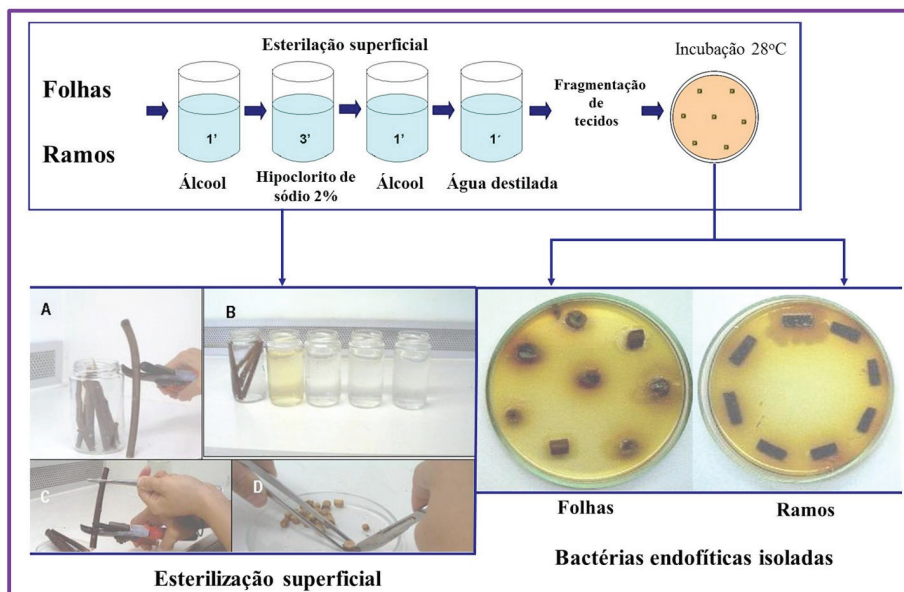 Esterilação superficial
Incubação 28ºC
Folhas
Ramos
Fragmentação
de
tecidos
1’
3’
1’
1´
Álcool
Hipoclorito de
sódio 2%
Álcool
Água destilada
A
B
C
D
Folhas
Ramos
Esterilização superficial
Bactérias endofíticas isoladas